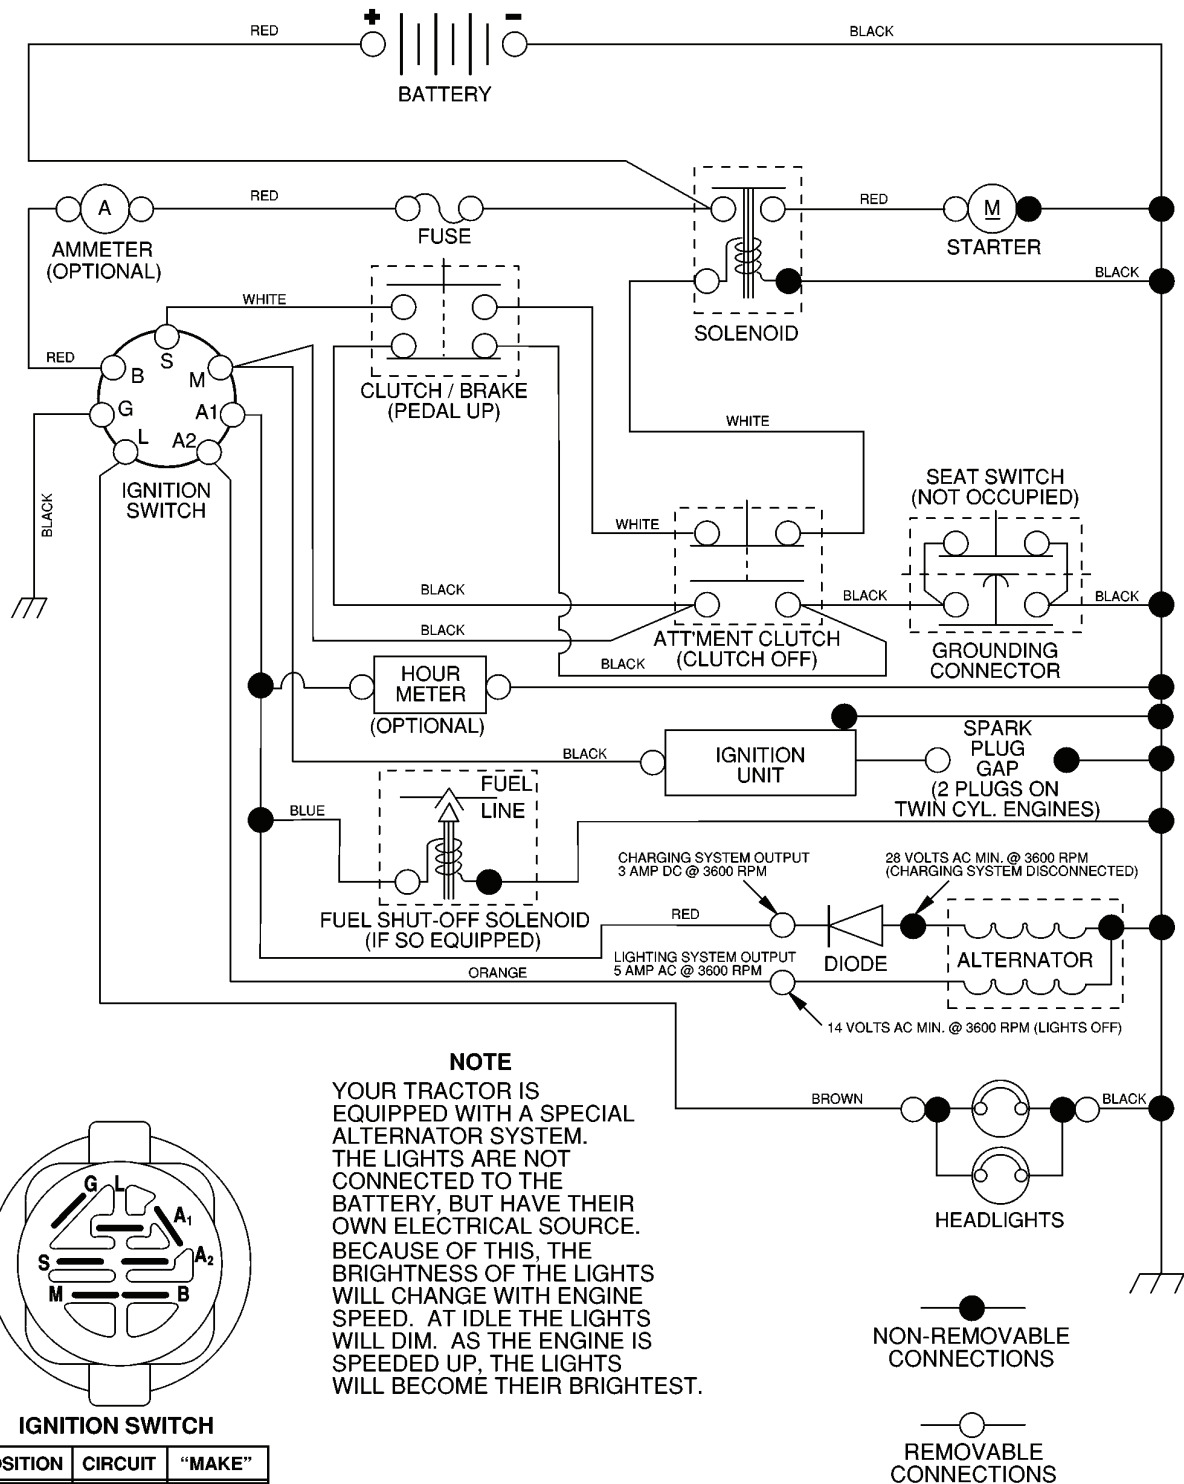 + -
RED
BLACK
BATTERY
RED
A
AMMETER
(OPTIONAL)
FUSE
RED
M
STARTER
BLACK
SOLENOID
WHITE
CLUTCH / BRAKE
(PEDAL UP)
RED
S
B
M
G
A1
L
A2
IGNITION
SWITCH
BLACK
WHITE
SEAT SWITCH
(NOT OCCUPIED)
WHITE
BLACK
BLACK
BLACK
BLACK
ATT'MENT CLUTCH
(CLUTCH OFF)
BLACK
GROUNDING
CONNECTOR
HOUR
METER
(OPTIONAL)
BLACK
IGNITION
UNIT
SPARK
PLUG
GAP
(2 PLUGS ON
TWIN CYL. ENGINES)
BLUE
FUEL
LINE
FUEL SHUT-OFF SOLENOID
(IF SO EQUIPPED)
CHARGING SYSTEM OUTPUT
3 AMP DC @ 3600 RPM
28 VOLTS AC MIN. @ 3600 RPM
(CHARGING SYSTEM DISCONNECTED)
RED
DIODE
ALTERNATOR
LIGHTING SYSTEM OUTPUT
5 AMP AC @ 3600 RPM
ORANGE
14 VOLTS AC MIN. @ 3600 RPM (LIGHTS OFF)
NOTE
YOUR TRACTOR IS
EQUIPPED WITH A SPECIAL
ALTERNATOR SYSTEM.
THE LIGHTS ARE NOT
CONNECTED TO THE
BATTERY, BUT HAVE THEIR
OWN ELECTRICAL SOURCE.
BECAUSE OF THIS, THE
BRIGHTNESS OF THE LIGHTS
WILL CHANGE WITH ENGINE
SPEED. AT IDLE THE LIGHTS
WILL DIM. AS THE ENGINE IS
SPEEDED UP, THE LIGHTS
WILL BECOME THEIR BRIGHTEST.
BROWN
BLACK
HEADLIGHTS
NON-REMOVABLE
CONNECTIONS
REMOVABLE
CONNECTIONS
G L
A1
S A2
M B
IGNITION SWITCH
CIRCUIT "MAKE"